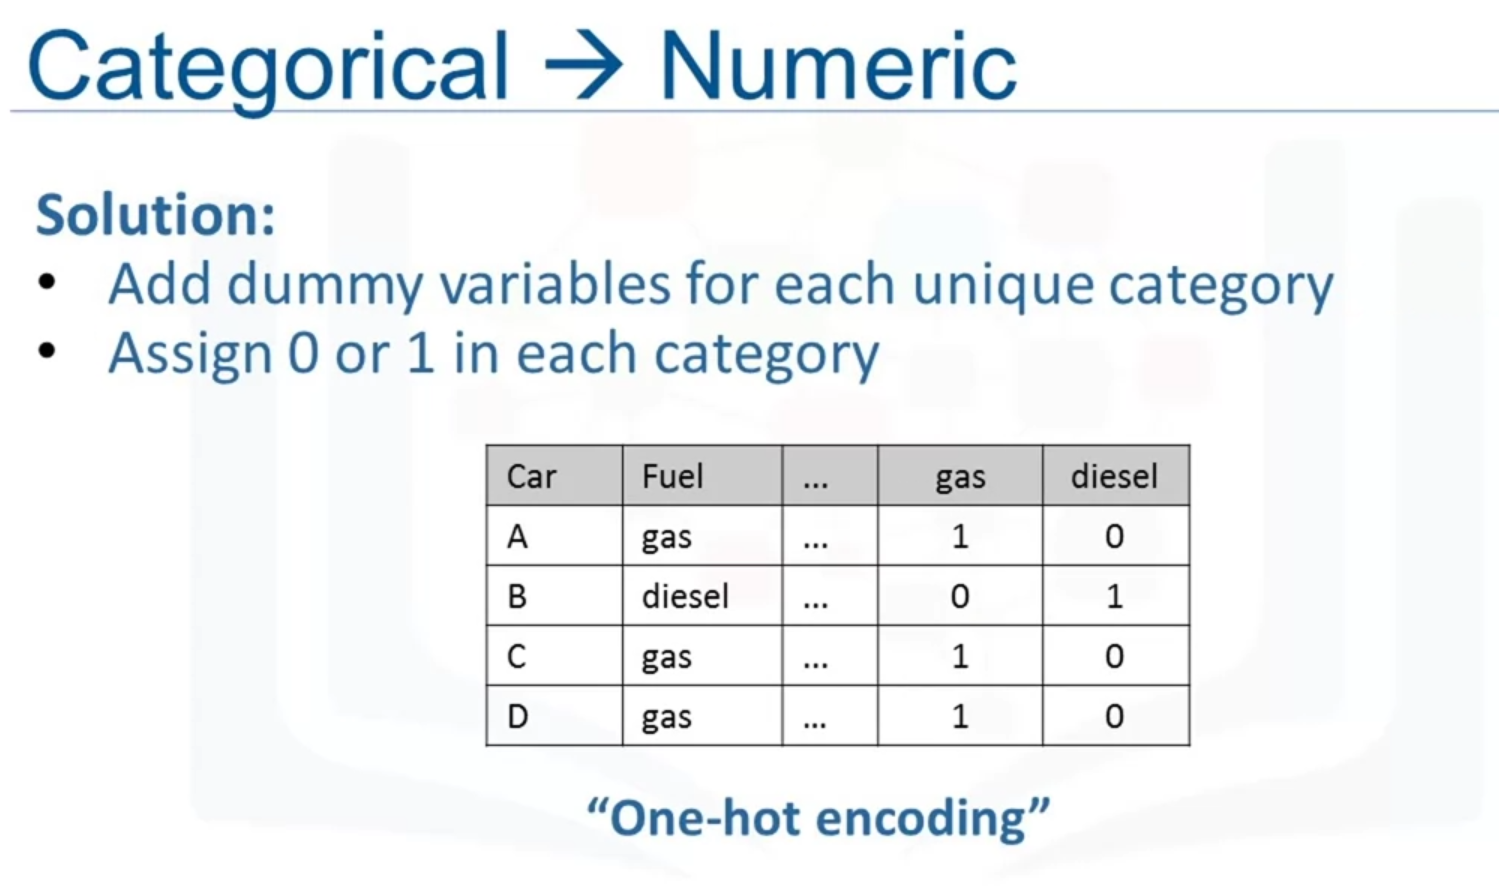 Categorical → Numeric
Solution:
• Add dummy variables for each unique category
• Assign 0 or 1 in each category
Car Fuel ... gas diesel
A gas ... 1 0
B diesel ... 0 1
C gas ... 1 0
D gas ... 1 0
“One-hot encoding”